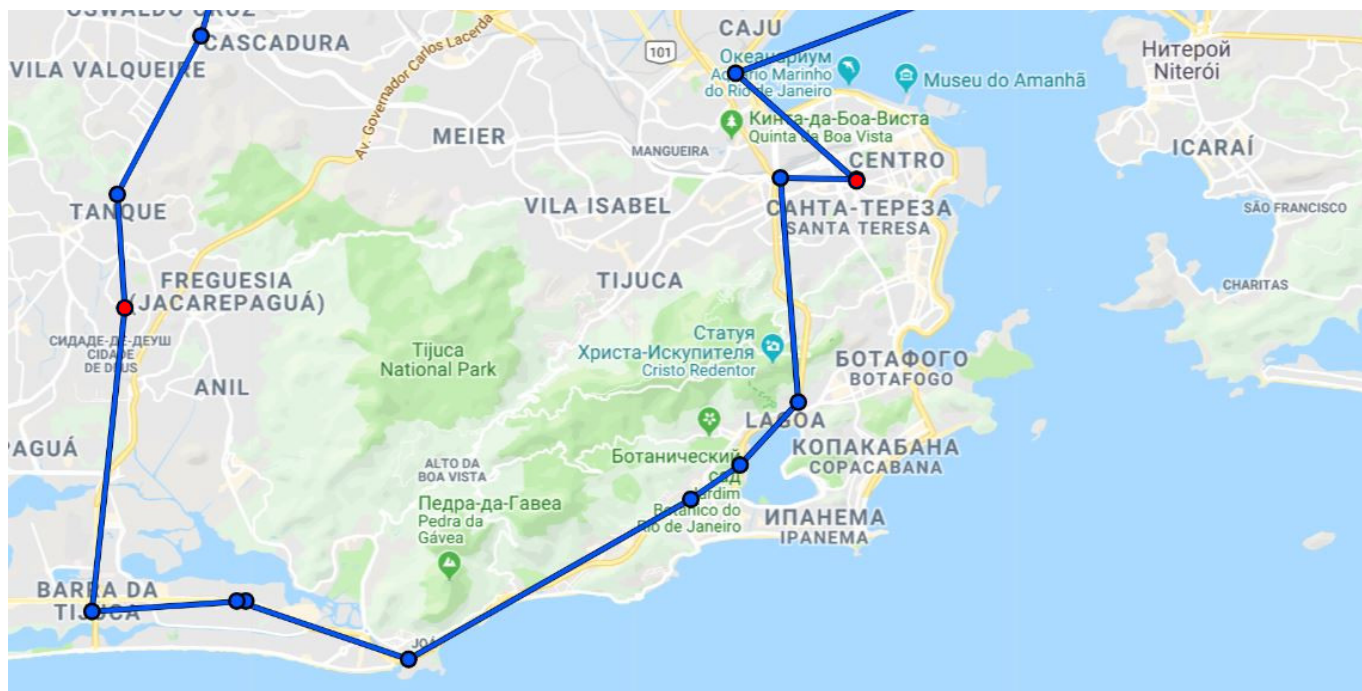 OSWALDO CRUZ
CASCADURA
VILA VALQUEIRE
Av. Governador Carlos Lacerda
101
CAJU
Океанариум
Aquário Marinho
do Rio de Janeiro
Museu do Amanhã
Нитерой
Niterói
MEIER
MANGUEIRA
Кинта-да-Боа-Виста
Quinta da Boa Vista
CENTRO
ICARAÍ
TANQUE
VILA ISABEL
САНТА-ТЕРЕЗА
SANTA TERESA
SÃO FRANCISCO
FREGUESIA
(JACAREPAGUÁ)
TIJUCA
CHARITAS
СИДАДЕ-ДЕ-ДЕУШ
CIDADE
DE DEUS
Tijuca
National Park
Статуя
Христа-Искупителя
Cristo Redentor
БОТАФОГО
BOTAFOGO
ANIL
LAGOA
PAGUÁ
ALTO DA
BOA VISTA
Ботанический
сад
Jardim
Botânico do
Rio de Janeiro
КОПАКАБАНА
COPACABANA
Педра-да-Гавеа
Pedra da
Gávea
ИПАНЕМА
IPANEMA
BARRA DA
TIJUCA
JOÁ